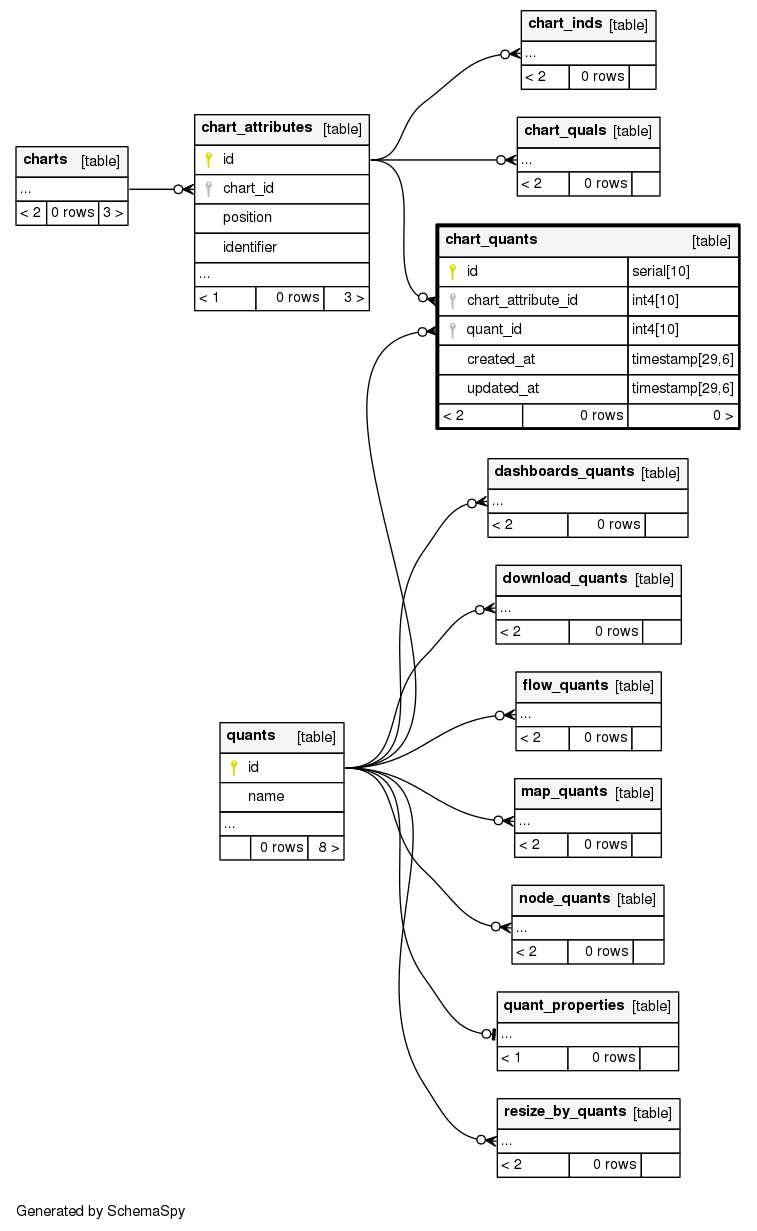 chart_inds [table]
...
< 2 0 rows
chart_attributes [table]
id
chart_id
position
identifier
...
< 1 0 rows 3 >
charts [table]
...
< 2 0 rows 3 >
chart_quals [table]
...
< 2 0 rows
chart_quants [table]
id serial[10]
chart_attribute_id int4[10]
quant_id int4[10]
created_at timestamp[29,6]
updated_at timestamp[29,6]
< 2 0 rows 0 >
dashboards_quants [table]
...
< 2 0 rows
download_quants [table]
...
< 2 0 rows
flow_quants [table]
...
< 2 0 rows
quants [table]
id
name
...
0 rows 8 >
map_quants [table]
...
< 2 0 rows
node_quants [table]
...
< 2 0 rows
quant_properties [table]
...
< 1 0 rows
resize_by_quants [table]
...
< 2 0 rows
Generated by SchemaSpy